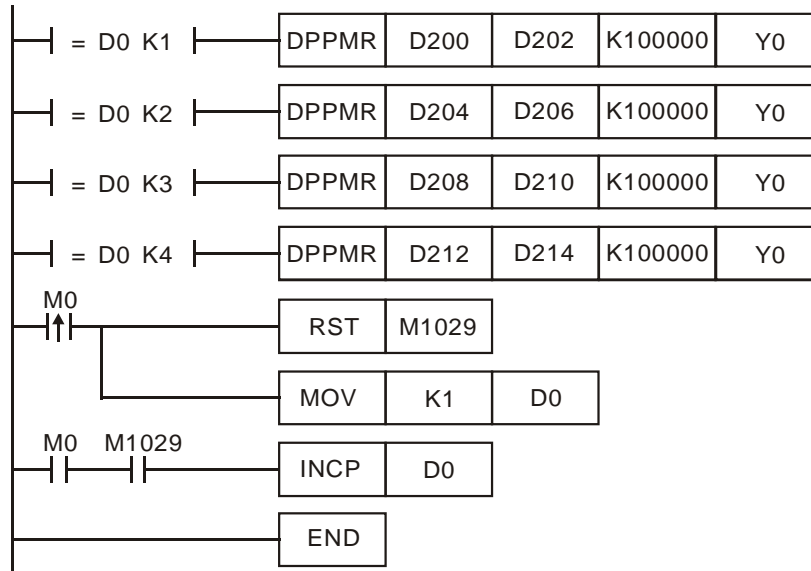 = D0 K1 DPPMR D200 D202 K100000 Y0
= D0 K2 DPPMR D204 D206 K100000 Y0
= D0 K3 DPPMR D208 D210 K100000 Y0
= D0 K4 DPPMR D212 D214 K100000 Y0
M0
RST M1029
MOV K1 D0
M0 M1029
INCP D0
END